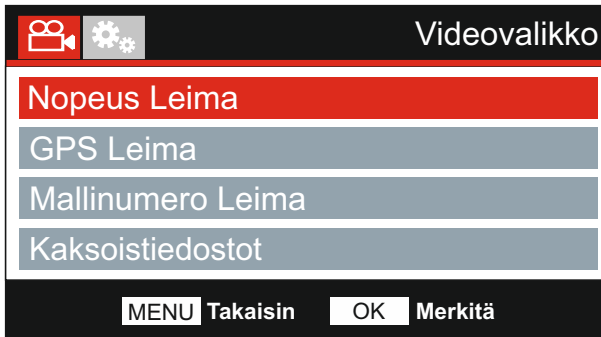 Videovalikko
Nopeus Leima
GPS Leima
Mallinumero Leima
Kaksoistiedostot
MENU Takaisin OK Merkitä